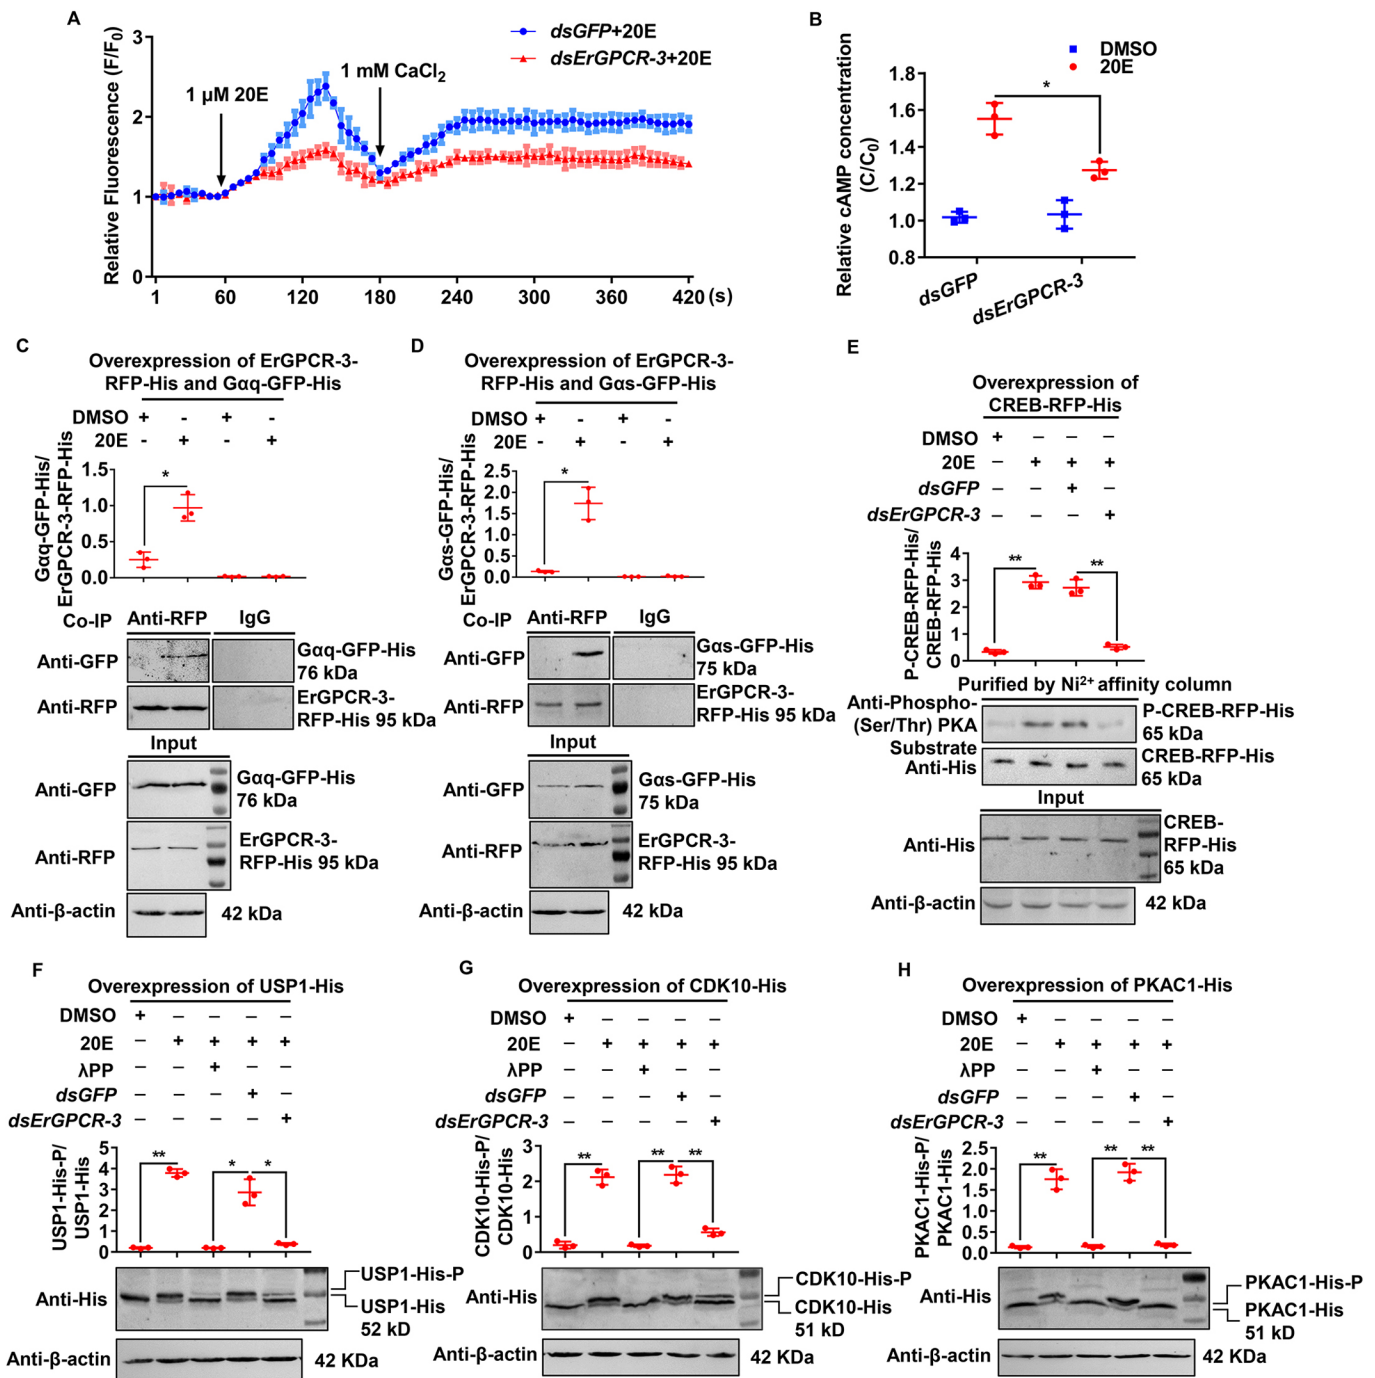 A
Relative Fluorescence (F/F0)
3
2
1
0
dsGFP+20E
dsErGPCR-3+20E
1 μM 20E
1 mM CaCl2
1 60 120 180 240 300 360 420 (s)
B
Relative cAMP concentration
(C/C0)
DMSO
20E
1.8
1.6
1.4
1.2
1.0
0.8
*
dsGFP
dsErGPCR-3
C
Overexpression of ErGPCR-3-
RFP-His and Gαq-GFP-His
DMSO + - + -
20E - + - +
Gαq-GFP-His/
ErGPCR-3-RFP-His
1.5
1.0
0.5
0.0
*
Co-IP Anti-RFP IgG
Anti-GFP
Gαq-GFP-His
76 kDa
Anti-RFP
ErGPCR-3-
RFP-His 95 kDa
Input
Anti-GFP
Gαq-GFP-His
76 kDa
Anti-RFP
ErGPCR-3-
RFP-His 95 kDa
Anti-β-actin 42 kDa
D
Overexpression of ErGPCR-3-
RFP-His and Gαs-GFP-His
DMSO + - + -
20E - + - +
Gαs-GFP-His/
ErGPCR-3-RFP-His
2.5
2.0
1.5
1.0
0.5
0.0
*
Co-IP Anti-RFP IgG
Anti-GFP
Gαs-GFP-His
75 kDa
Anti-RFP
ErGPCR-3-
RFP-His 95 kDa
Input
Anti-GFP
Gαs-GFP-His
75 kDa
Anti-RFP
ErGPCR-3-
RFP-His 95 kDa
Anti-β-actin 42 kDa
E
Overexpression of
CREB-RFP-His
DMSO + – – –
20E – + + +
dsGFP – – + –
dsErGPCR-3 – – – +
P-CREB-RFP-His/
CREB-RFP-His
4
3
2
1
0
** **
Purified by Ni2+ affinity column
Anti-Phospho-
(Ser/Thr) PKA
Substrate
P-CREB-RFP-His
65 kDa
Anti-His
CREB-RFP-His
65 kDa
Input
Anti-His
CREB-
RFP-His
65 kDa
Anti-β-actin 42 kDa
F
Overexpression of USP1-His
DMSO + – – – –
20E – + + + +
λPP – – + – –
dsGFP – – – + –
dsErGPCR-3 – – – – +
USP1-His-P/
USP1-His
5
4
3
2
1
0
** * *
Anti-His
USP1-His-P
USP1-His
52 kD
Anti-β-actin 42 KDa
G
Overexpression of CDK10-His
DMSO + – – – –
20E – + + + +
λPP – – + – –
dsGFP – – – + –
dsErGPCR-3 – – – – +
CDK10-His-P/
CDK10-His
3
2
1
0
** ** **
Anti-His
CDK10-His-P
CDK10-His
51 kD
Anti-β-actin 42 KDa
H
Overexpression of PKAC1-His
DMSO + – – – –
20E – + + + +
λPP – – + – –
dsGFP – – – + –
dsErGPCR-3 – – – – +
PKAC1-His-P/
PKAC1-His
2.5
2.0
1.5
1.0
0.5
0.0
** ** **
Anti-His
PKAC1-His-P
PKAC1-His
51 kD
Anti-β-actin 42 KDa